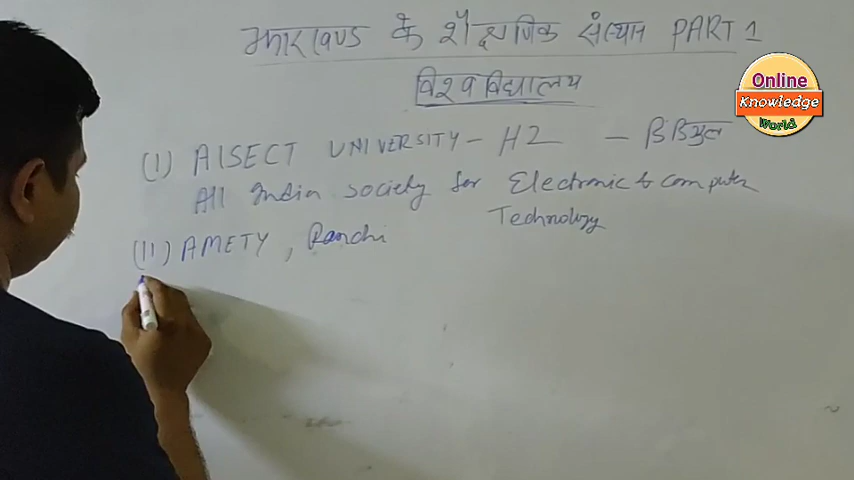 झारखण्ड के शैक्षणिक संस्थान PART 1
विश्वविद्यालय
Online
Knowledge
World
(I) AISECT UNIVERSITY - HZ -
All India society for Electronic & computer
Technology
(II) AMETY, Ranchi